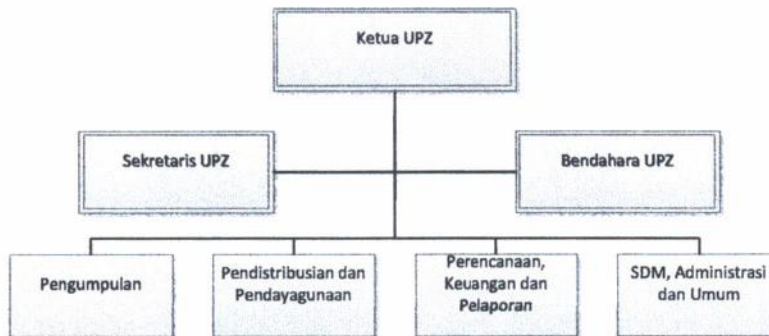 Ketua UPZ
Sekretaris UPZ
Bendahara UPZ
Pengumpulan
Pendistribusian dan
Pendayagunaan
Perencanaan,
Keuangan dan
Pelaporan
SDM, Administrasi
dan Umum